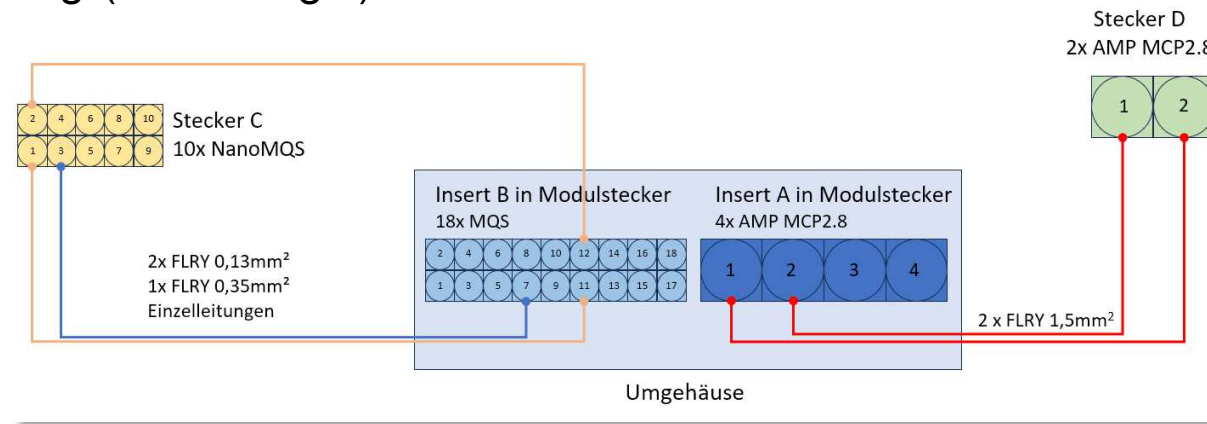 Stecker D
2x AMP MCP2.8
1 2
2 4 6 8 10
1 3 5 7 9
Stecker C
10x NanoMQS
Insert B in Modulstecker
18x MQS
2 4 6 8 10 12 14 16 18
1 3 5 7 9 11 13 15 17
Insert A in Modulstecker
4x AMP MCP2.8
1 2 3 4
2x FLRY 0,13mm²
1x FLRY 0,35mm²
Einzelleitungen
2 x FLRY 1,5mm²
Umgehäuse